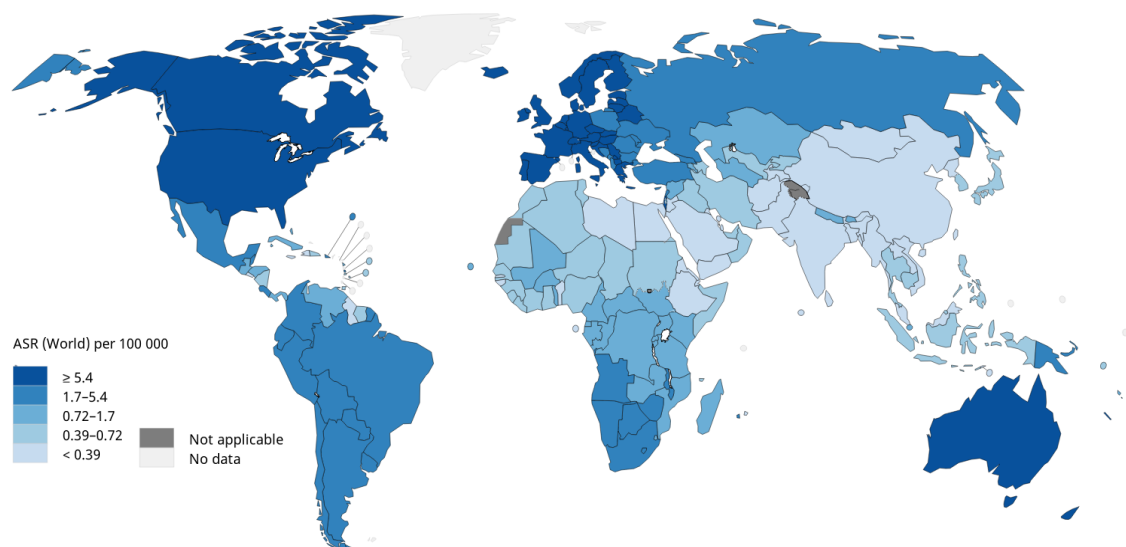 ASR (World) per 100 000
≥ 5.4
1.7–5.4
0.72–1.7
0.39–0.72
< 0.39
Not applicable
No data